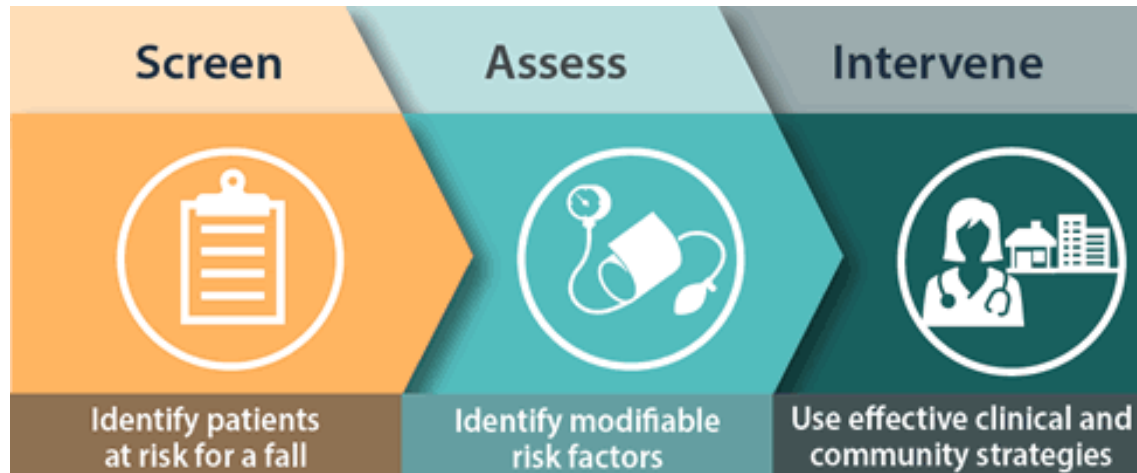 Screen
Assess
Intervene
Identify patients
at risk for a fall
Identify modifiable
risk factors
Use effective clinical and
community strategies